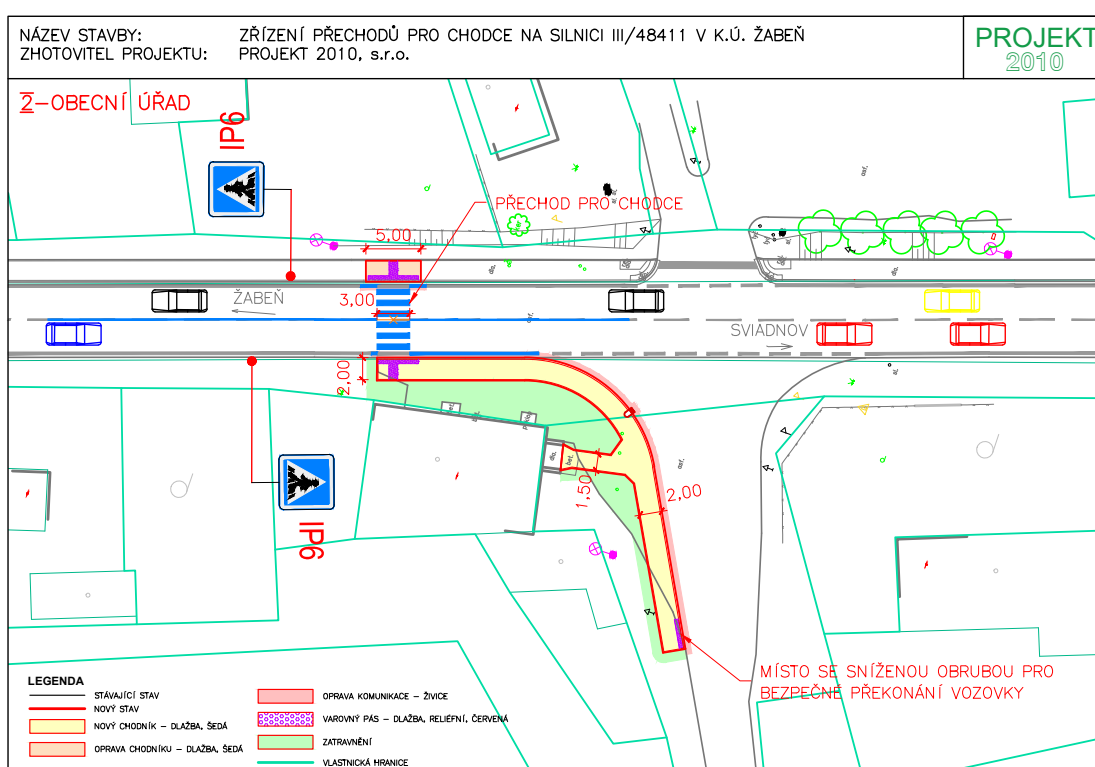 NÁZEV STAVBY: ZŘÍZENÍ PŘECHODŮ PRO CHODCE NA SILNICI III/48411 V K.Ú. ŽABEŇ
ZHOTOVITEL PROJEKTU: PROJEKT 2010, s.r.o.
PROJEKT
2010
2-OBECNÍ ÚŘAD
IP6
PŘECHOD PRO CHODCE
5,00
3,00
ŽABEŇ
SVIADNOV
2,00
1,50
2,00
IP6
MÍSTO SE SNÍŽENOU OBRUBOU PRO
BEZPEČNÉ PŘEKONÁNÍ VOZOVKY
LEGENDA
STÁVAJÍCÍ STAV
NOVÝ STAV
NOVÝ CHODNÍK - DLAŽBA, ŠEDÁ
OPRAVA CHODNÍKU - DLAŽBA, ŠEDÁ
OPRAVA KOMUNIKACE - ŽIVICE
VAROVNÝ PÁS - DLAŽBA, RELIÉFNÍ, ČERVENÁ
ZATRAVNĚNÍ
VLASTNICKÁ HRANICE